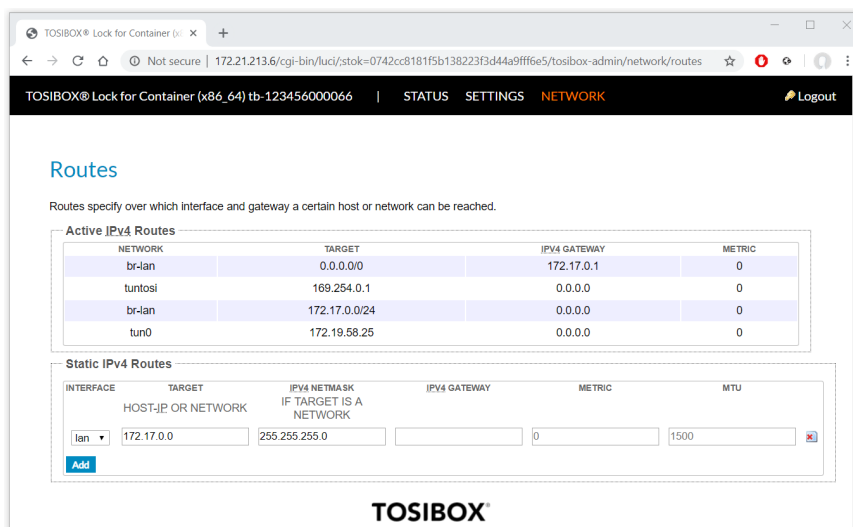 TOSIBOX® Lock for Container (x8
Not secure | 172.21.213.6/cgi-bin/luci/;stok=0742cc8181f5b138223f3d44a9fff6e5/tosibox-admin/network/routes
TOSIBOX® Lock for Container (x86_64) tb-123456000066 | STATUS SETTINGS NETWORK Logout
Routes
Routes specify over which interface and gateway a certain host or network can be reached.
Active IPv4 Routes
NETWORK TARGET IPV4 GATEWAY METRIC
br-lan 0.0.0.0/0 172.17.0.1 0
tuntosi 169.254.0.1 0.0.0.0 0
br-lan 172.17.0.0/24 0.0.0.0 0
tun0 172.19.58.25 0.0.0.0 0
Static IPv4 Routes
INTERFACE TARGET IPV4 NETMASK IPV4 GATEWAY METRIC MTU
HOST-IP OR NETWORK IF TARGET IS A
NETWORK
lan 172.17.0.0 255.255.255.0 0 1500
Add
TOSIBOX®